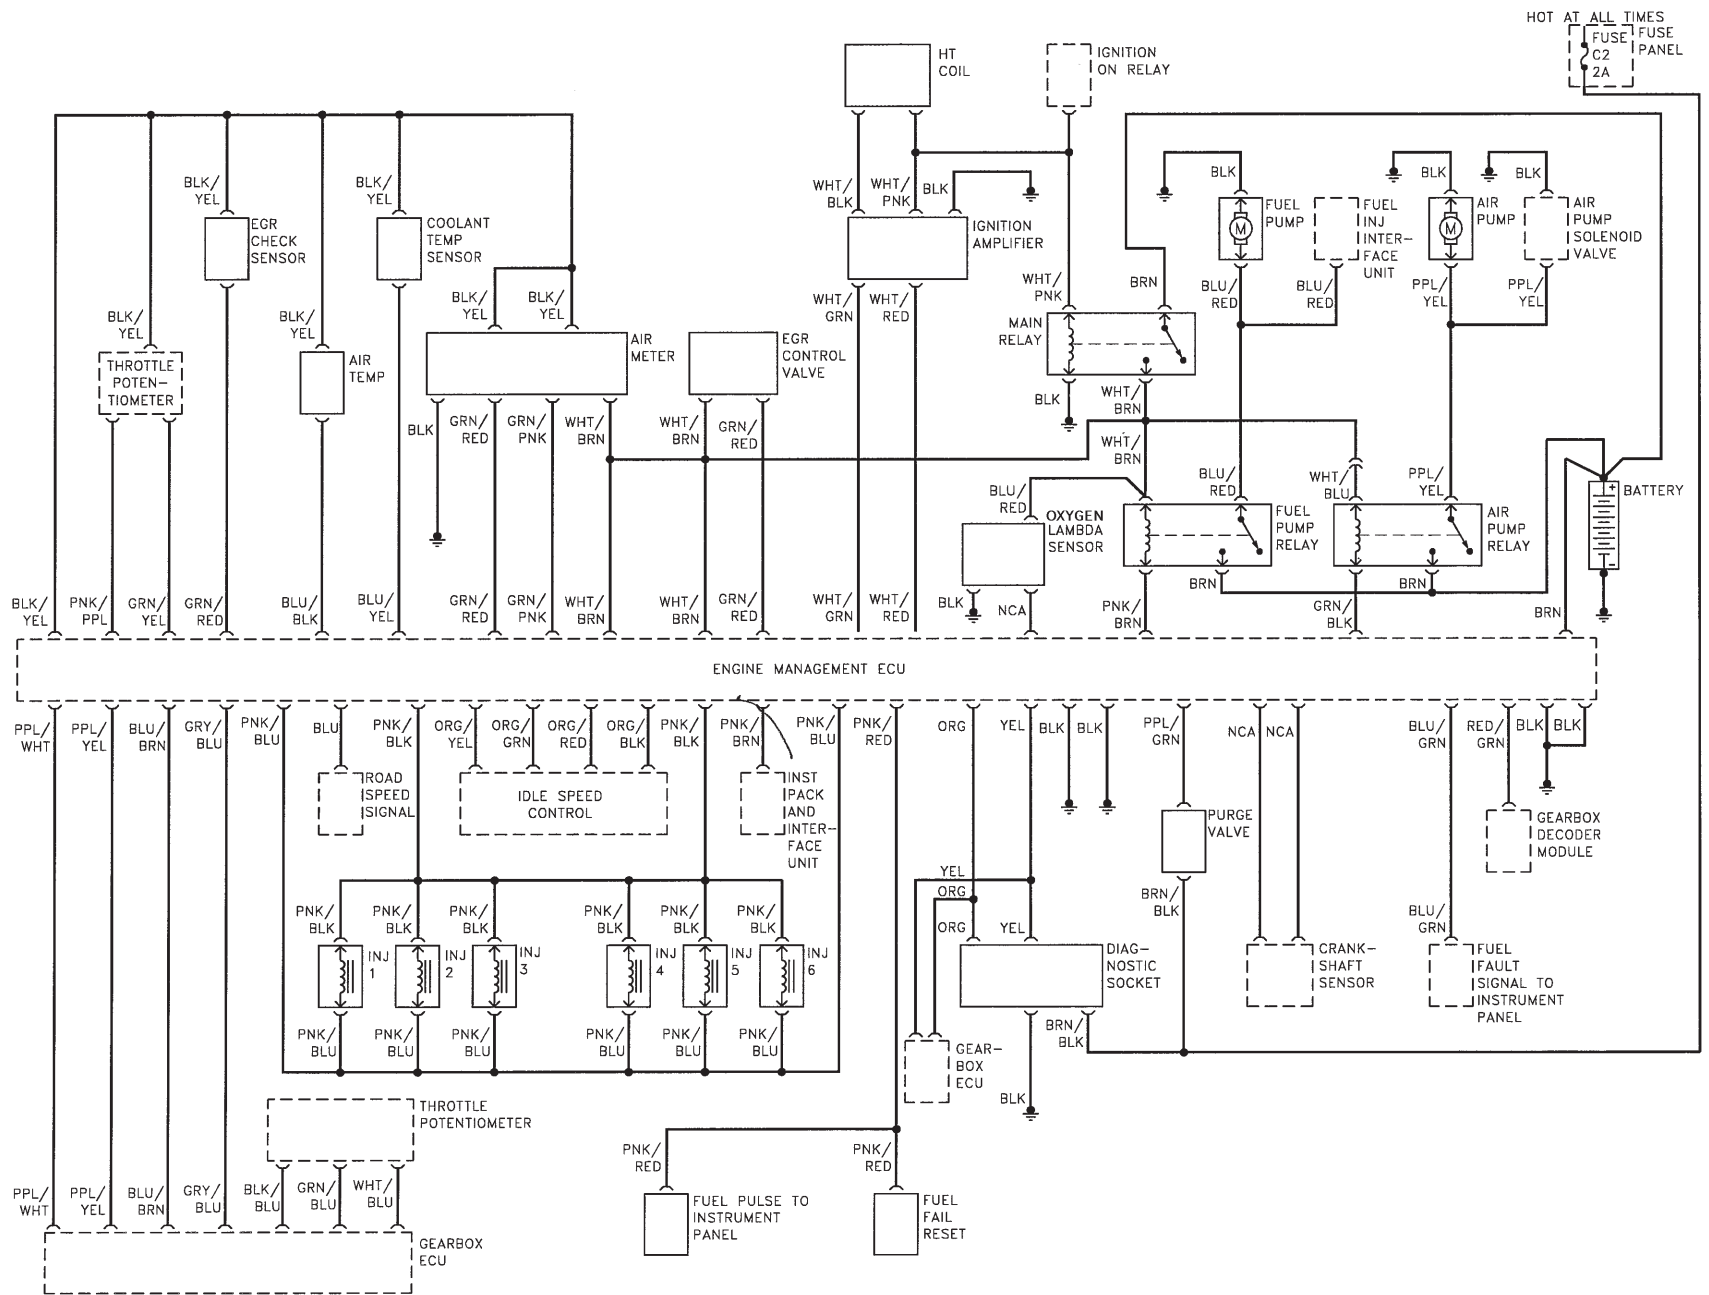 HOT AT ALL TIMES
FUSE
C2
2A
FUSE
PANEL
HT
COIL
IGNITION
ON RELAY
BLK/
YEL
EGR
CHECK
SENSOR
BLK/
YEL
COOLANT
TEMP
SENSOR
WHT/
BLK
WHT/
PNK
BLK
IGNITION
AMPLIFIER
BLK
FUEL
PUMP
M
FUEL
INJ
INTER-
FACE
UNIT
BLK
AIR
PUMP
M
BLK
AIR
PUMP
SOLENOID
VALVE
BLK/
YEL
THROTTLE
POTEN-
TIOMETER
BLK/
YEL
AIR
TEMP
BLK/
YEL
BLK/
YEL
AIR
METER
EGR
CONTROL
VALVE
WHT/
GRN
WHT/
RED
WHT/
PNK
BRN
MAIN
RELAY
BLU/
RED
BLU/
RED
PPL/
YEL
PPL/
YEL
BLK
GRN/
RED
GRN/
PNK
WHT/
BRN
WHT/
BRN
GRN/
RED
BLK
WHT/
BRN
WHT/
BRN
BLU/
RED
OXYGEN
LAMBDA
SENSOR
BLU/
RED
FUEL
PUMP
RELAY
WHT/
BLU
PPL/
YEL
AIR
PUMP
RELAY
+
-
BATTERY
BLK/
YEL
PNK/
PPL
GRN/
YEL
GRN/
RED
BLU/
BLK
BLU/
YEL
GRN/
RED
GRN/
PNK
WHT/
BRN
WHT/
BRN
GRN/
RED
WHT/
GRN
WHT/
RED
BLK
NCA
PNK/
BRN
BRN
GRN/
BLK
BRN
BRN
ENGINE MANAGEMENT ECU
PPL/
WHT
PPL/
YEL
BLU/
BRN
GRY/
BLU
PNK/
BLU
BLU
PNK/
BLK
ORG/
YEL
ORG/
GRN
ORG/
RED
ORG/
BLK
PNK/
BLK
PNK/
BRN
PNK/
BLU
PNK/
RED
ORG
YEL
BLK
BLK
PPL/
GRN
NCA
NCA
BLU/
GRN
RED/
GRN
BLK
BLK
ROAD
SPEED
SIGNAL
IDLE SPEED
CONTROL
INST
PACK
AND
INTER-
FACE
UNIT
PURGE
VALVE
GEARBOX
DECODER
MODULE
YEL
ORG
ORG
YEL
BRN/
BLK
BLU/
GRN
PNK/
BLK
PNK/
BLK
PNK/
BLK
PNK/
BLK
PNK/
BLK
PNK/
BLK
INJ
1
INJ
2
INJ
3
INJ
4
INJ
5
INJ
6
DIAG-
NOSTIC
SOCKET
CRANK-
SHAFT
SENSOR
FUEL
FAULT
SIGNAL TO
INSTRUMENT
PANEL
PNK/
BLU
PNK/
BLU
PNK/
BLU
PNK/
BLU
PNK/
BLU
PNK/
BLU
GEAR-
BOX
ECU
BRN/
BLK
BLK
THROTTLE
POTENTIOMETER
PNK/
RED
PNK/
RED
PPL/
WHT
PPL/
YEL
BLU/
BRN
GRY/
BLU
BLK/
BLU
GRN/
BLU
WHT/
BLU
FUEL PULSE TO
INSTRUMENT
PANEL
FUEL
FAIL
RESET
GEARBOX
ECU